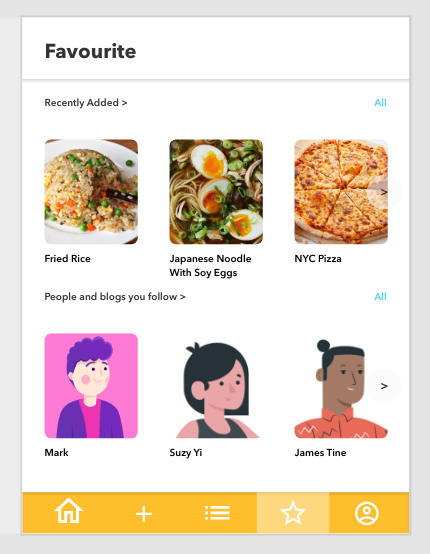 Favourite
Recently Added >
All
>
Fried Rice
Japanese Noodle
With Soy Eggs
NYC Pizza
People and blogs you follow >
All
>
Mark
Suzy Yi
James Tine